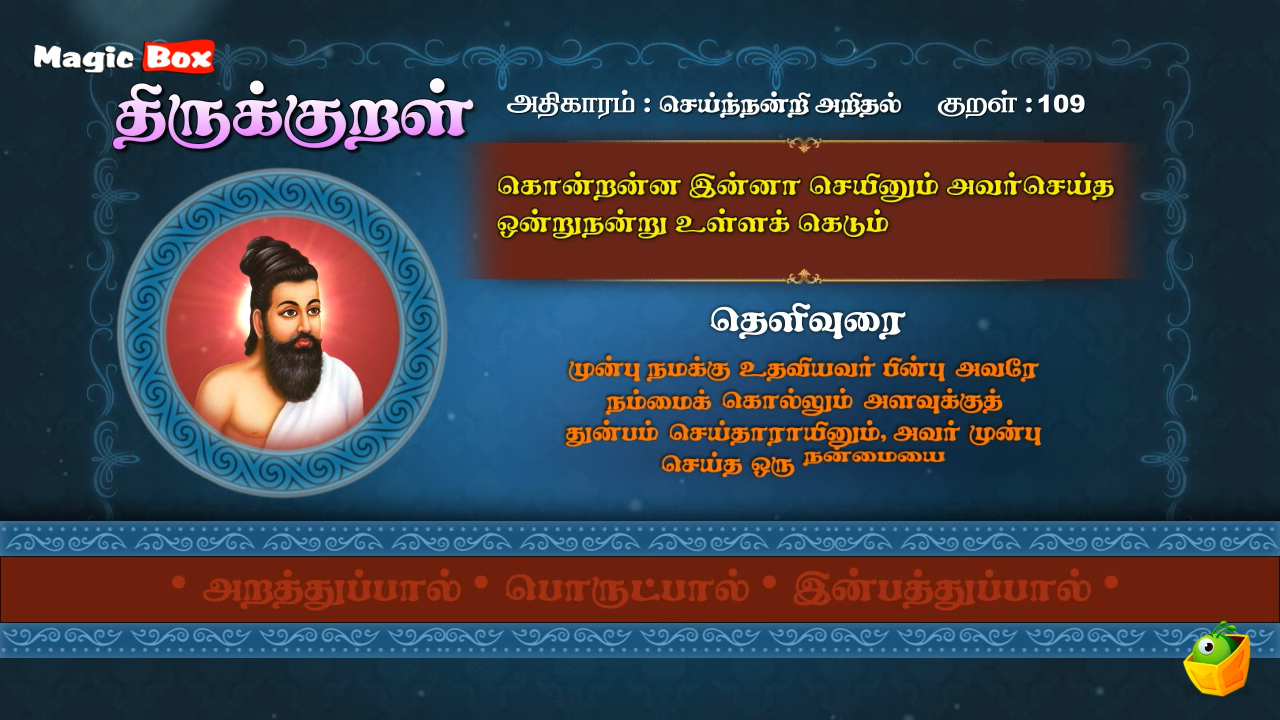 Magic Box
திருக்குறள்
அதிகாரம் : செய்ந்நன்றி அறிதல் குறள் : 109
கொன்றன்ன இன்னா செயினும் அவர்செய்த
ஒன்றுநன்று உள்ளக் கெடும்
தெளிவுரை
முன்பு நமக்கு உதவியவர் பின்பு அவரே
நம்மைக் கொல்லும் அளவுக்குத்
துன்பம் செய்தாராயினும், அவர் முன்பு
செய்த ஒரு நன்மையை
• அறத்துப்பால் • பொருட்பால் • இன்பத்துப்பால் •